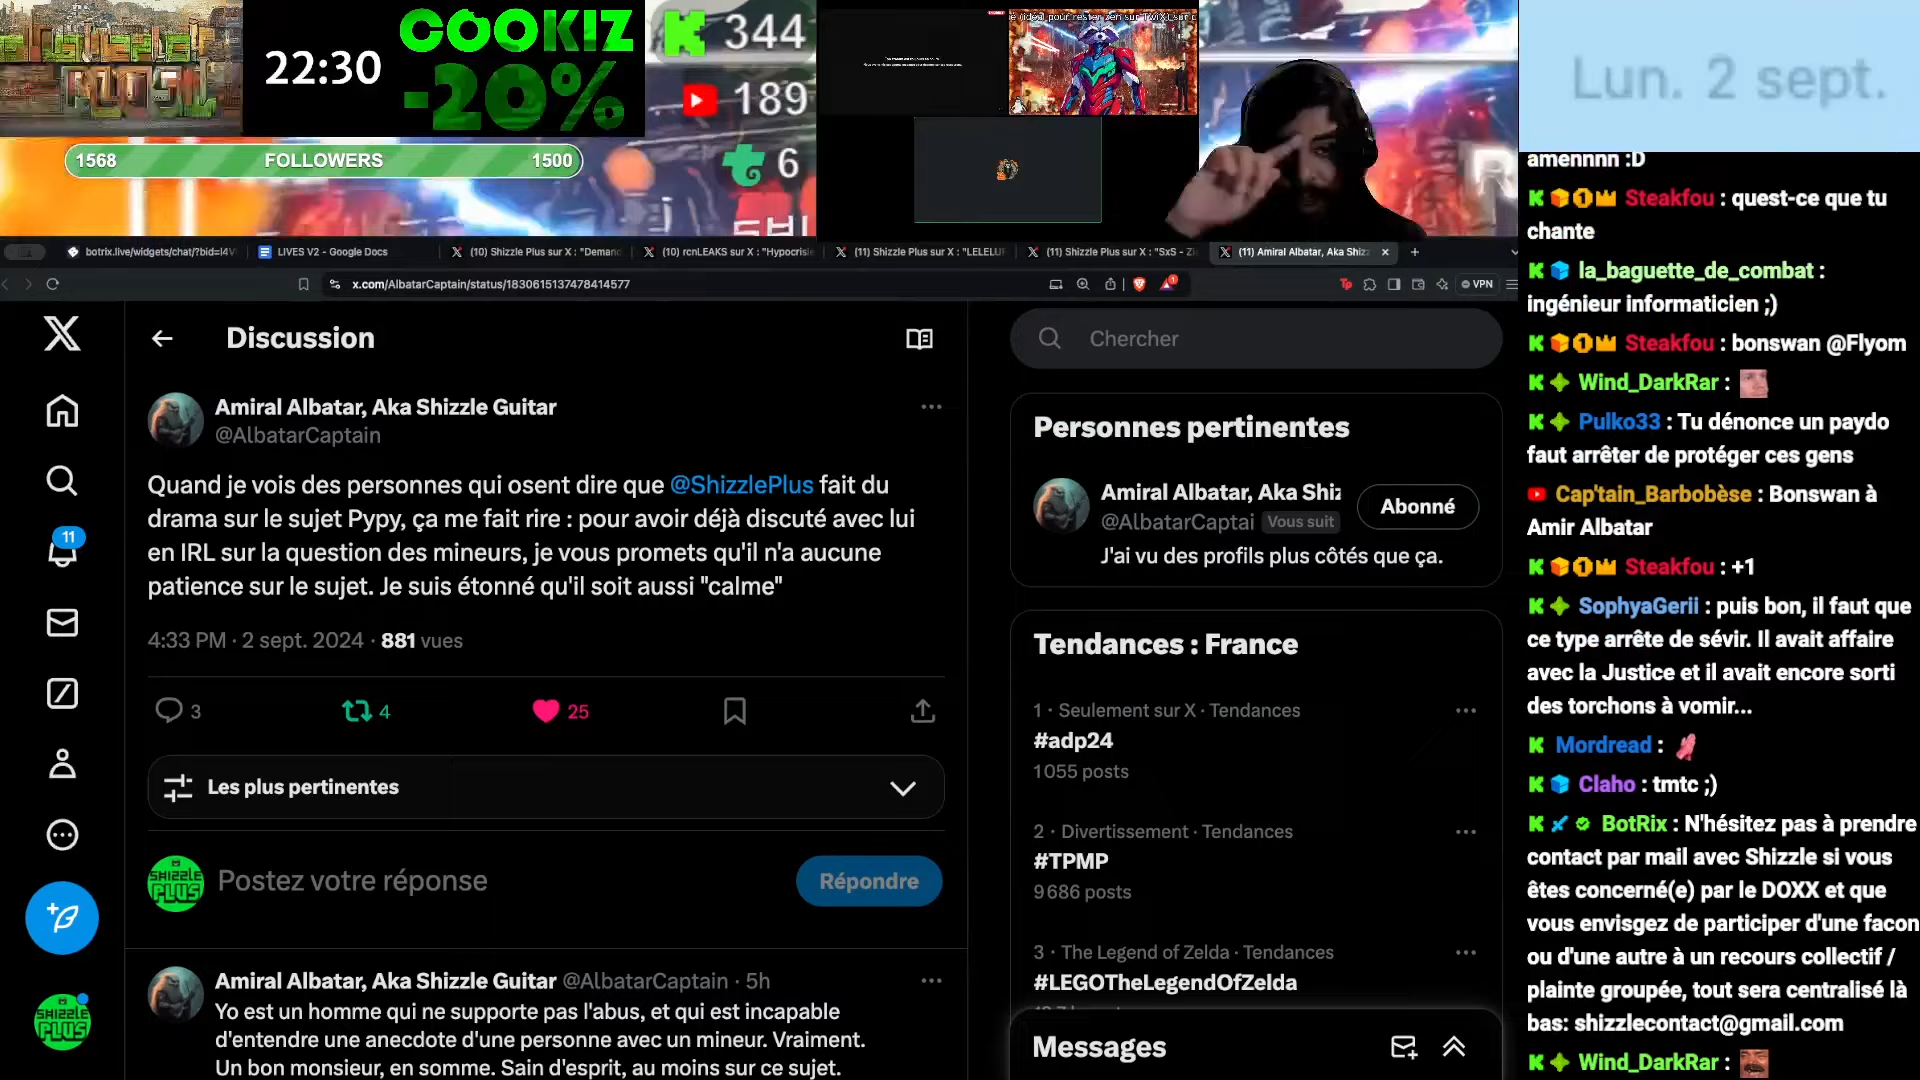 22:30
COOKIZ
-20%
344
189
6
1568 FOLLOWERS 1500
Lun. 2 sept.
botrix.live/widgets/chat/?bid=l4V
LIVES V2 - Google Docs
(10) Shizzle Plus sur X : "Demand
(10) rcnLEAKS sur X : "Hypocrisie
(11) Shizzle Plus sur X : "LELELUF
(11) Shizzle Plus sur X : "SxS - Zi
(11) Amiral Albatar, Aka Shizz
x.com/AlbatarCaptain/status/1830615137478414577
VPN
Discussion
Amiral Albatar, Aka Shizzle Guitar
@AlbatarCaptain
Quand je vois des personnes qui osent dire que @ShizzlePlus fait du
drama sur le sujet Pypy, ça me fait rire : pour avoir déjà discuté avec lui
en IRL sur la question des mineurs, je vous promets qu'il n'a aucune
patience sur le sujet. Je suis étonné qu'il soit aussi "calme"
4:33 PM · 2 sept. 2024 · 881 vues
3
4
25
Les plus pertinentes
Postez votre réponse
Répondre
Amiral Albatar, Aka Shizzle Guitar @AlbatarCaptain · 5h
Yo est un homme qui ne supporte pas l'abus, et qui est incapable
d'entendre une anecdote d'une personne avec un mineur. Vraiment.
Un bon monsieur, en somme. Sain d'esprit, au moins sur ce sujet.
11
SHIZZLE
PLUS
Chercher
Personnes pertinentes
Amiral Albatar, Aka Shiz
@AlbatarCaptai Vous suit
Abonné
J'ai vu des profils plus côtés que ça.
Tendances : France
1 · Seulement sur X · Tendances
#adp24
1 055 posts
2 · Divertissement · Tendances
#TPMP
9 686 posts
3 · The Legend of Zelda · Tendances
#LEGOTheLegendOfZelda
Messages
amennnn :D
Steakfou : quest-ce que tu
chante
la_baguette_de_combat :
ingénieur informaticien ;)
Steakfou : bonswan @Flyom
Wind_DarkRar :
Pulko33 : Tu dénonce un paydo
faut arrêter de protéger ces gens
Cap'tain_Barbobèse : Bonswan à
Amir Albatar
Steakfou : +1
SophyaGerii : puis bon, il faut que
ce type arrête de sévir. Il avait affaire
avec la Justice et il avait encore sorti
des torchons à vomir...
Mordread :
Claho : tmtc ;)
BotRix : N'hésitez pas à prendre
contact par mail avec Shizzle si vous
êtes concerné(e) par le DOXX et que
vous envisgez de participer d'une facon
ou d'une autre à un recours collectif /
plainte groupée, tout sera centralisé là
bas: shizzlecontact@gmail.com
Wind_DarkRar :